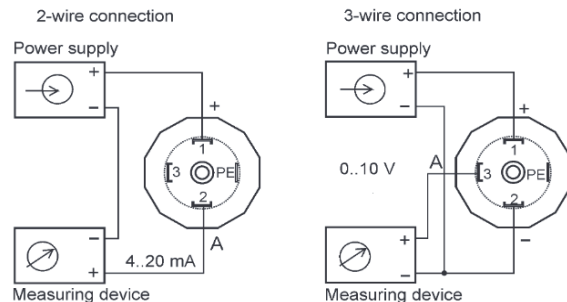 2-wire connection
Power supply
+
−
+
1
3
PE
2
A
−
+
4..20 mA
Measuring device
3-wire connection
Power supply
+
−
+
1
0..10 V
A
3
PE
2
+
−
−
Measuring device